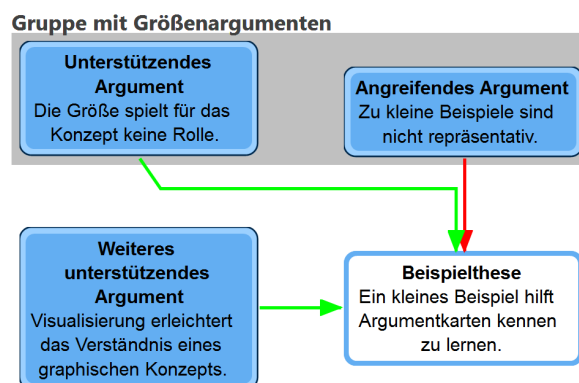 Gruppe mit Größenargumenten
Unterstützendes
Argument
Die Größe spielt für das
Konzept keine Rolle.
Angreifendes Argument
Zu kleine Beispiele sind
nicht repräsentativ.
Weiteres
unterstützendes
Argument
Visualisierung erleichtert
das Verständnis eines
graphischen Konzepts.
Beispielthese
Ein kleines Beispiel hilft
Argumentkarten kennen
zu lernen.